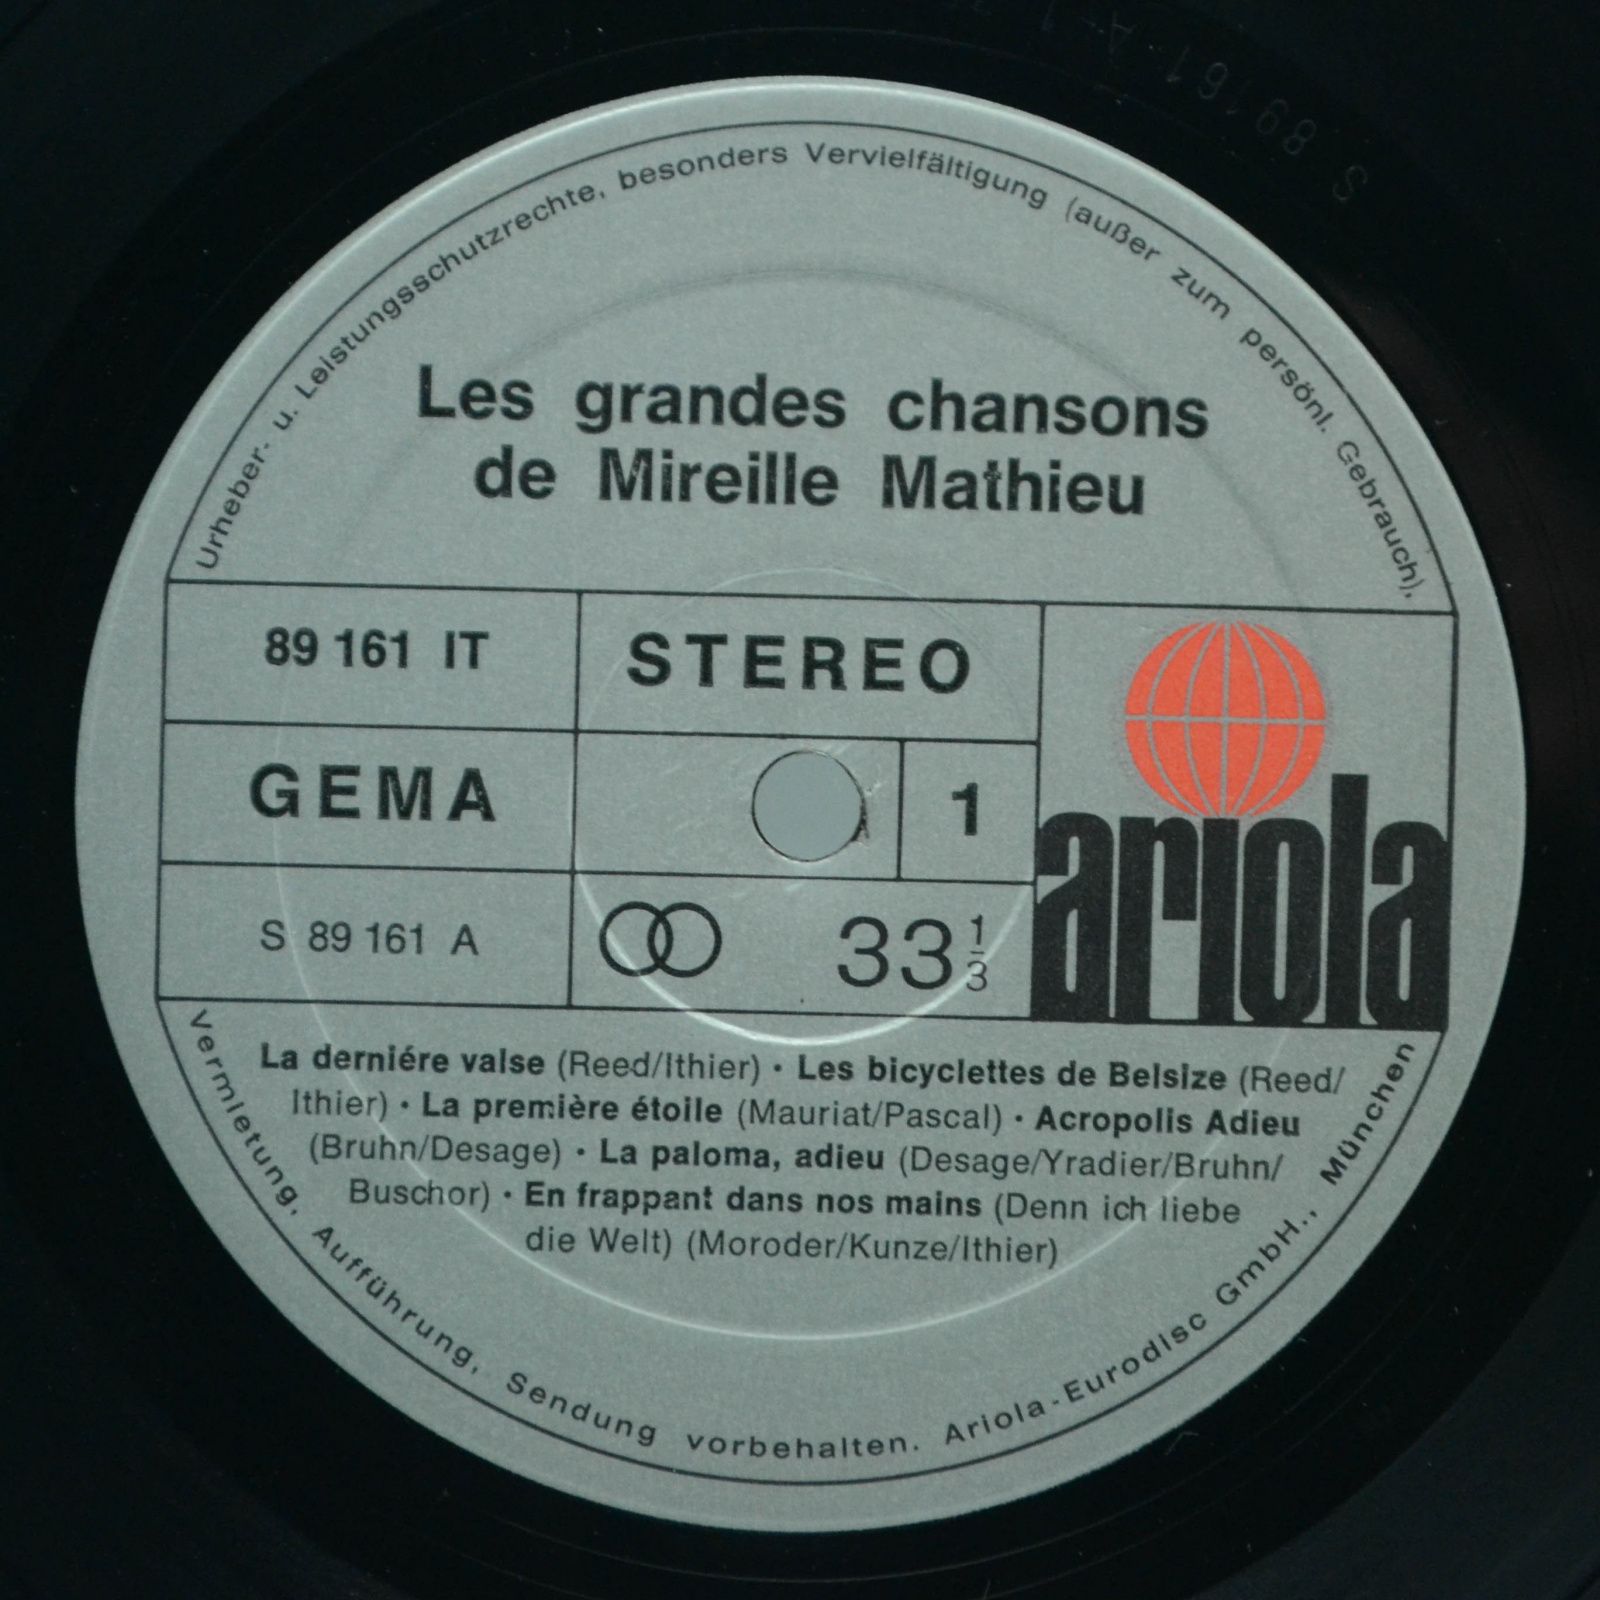 Urheber- u. Leistungsschutzrechte, besonders Vervielfältigung (außer zum persönl. Gebrauch),
Les grandes chansons
de Mireille Mathieu
89 161 IT
STEREO
GEMA
1
S 89 161 A
33 1/3
ariola
La derniére valse (Reed/Ithier) · Les bicyclettes de Belsize (Reed/
Ithier) · La première étoile (Mauriat/Pascal) · Acropolis Adieu
(Bruhn/Desage) · La paloma, adieu (Desage/Yradier/Bruhn/
Buschor) · En frappant dans nos mains (Denn ich liebe
die Welt) (Moroder/Kunze/Ithier)
Vermietung, Aufführung, Sendung vorbehalten. Ariola-Eurodisc GmbH., München
S 89 161 A-1